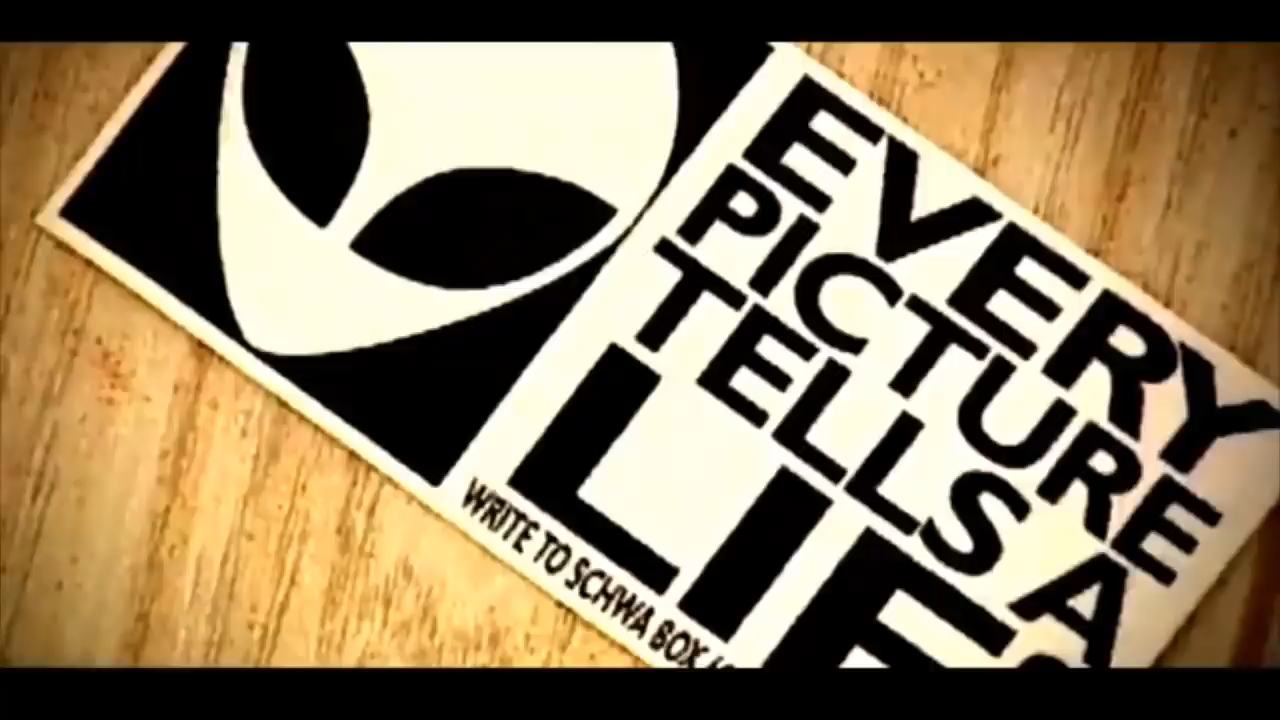 EVERY
PICTURE
TELLS A
LIE
WRITE TO SCHWA BOX